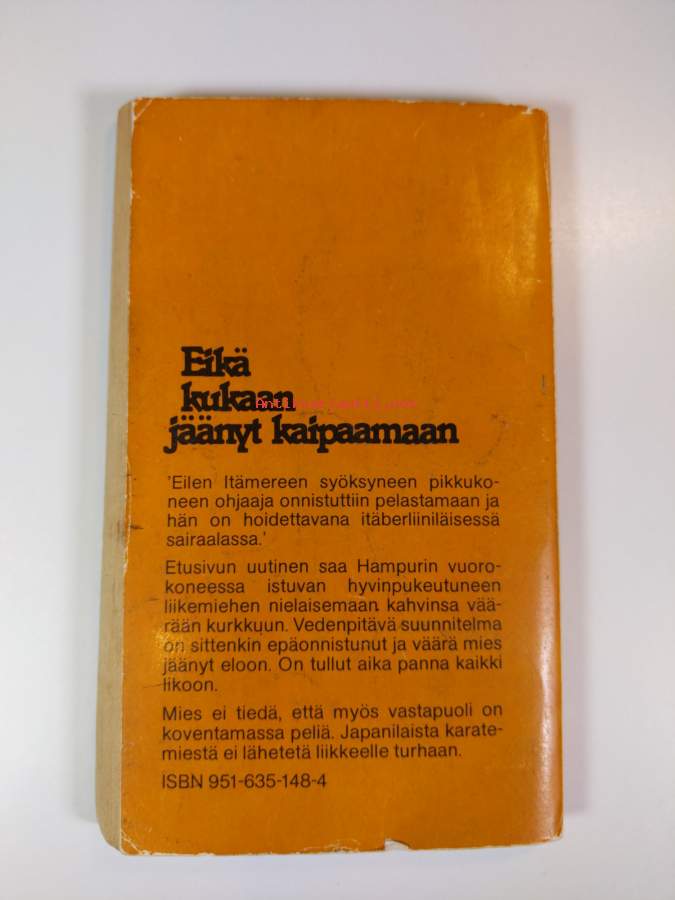 Eikä
kukaan
jäänyt kaipaamaan
'Eilen Itämereen syöksyneen pikkuko-
neen ohjaaja onnistuttiin pelastamaan ja
hän on hoidettavana itäberliiniläisessä
sairaalassa.'
Etusivun uutinen saa Hampurin vuoro-
koneessa istuvan hyvinpukeutuneen
liikemiehen nielaisemaan kahvinsa vää-
rään kurkkuun. Vedenpitävä suunnitelma
on sittenkin epäonnistunut ja väärä mies
jäänyt eloon. On tullut aika panna kaikki
likoon.
Mies ei tiedä, että myös vastapuoli on
koventamassa peliä. Japanilaista karate-
miestä ei lähetetä liikkeelle turhaan.
ISBN 951-635-148-4